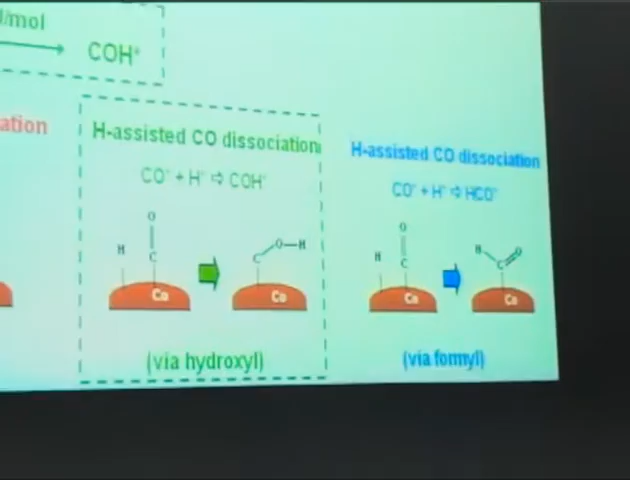 /mol
COH*
ation
H-assisted CO dissociation
CO* + H* ⇨ COH*
O
H
C
Co
C
O-H
Co
(via hydroxyl)
H-assisted CO dissociation
CO* + H* ⇨ HCO*
O
H
C
Co
H
O
C
Co
(via formyl)